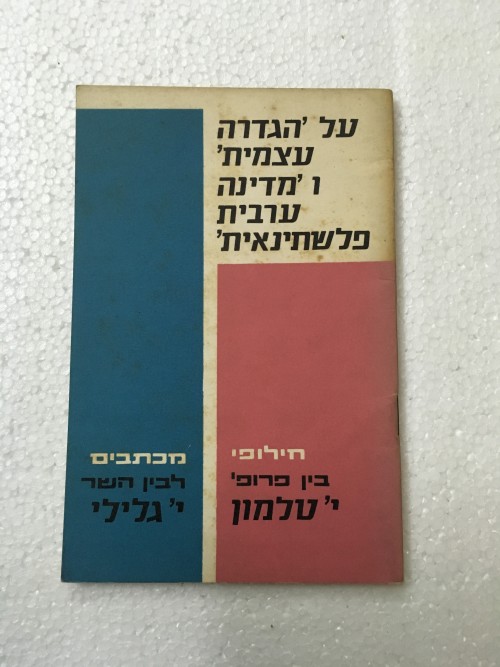 על 'הגדרה
עצמית'
ו'מדינה
ערבית
פלשתינאית'
חילופי מכתבים
בין פרופ' לבין השר
י' טלמון י' גלילי